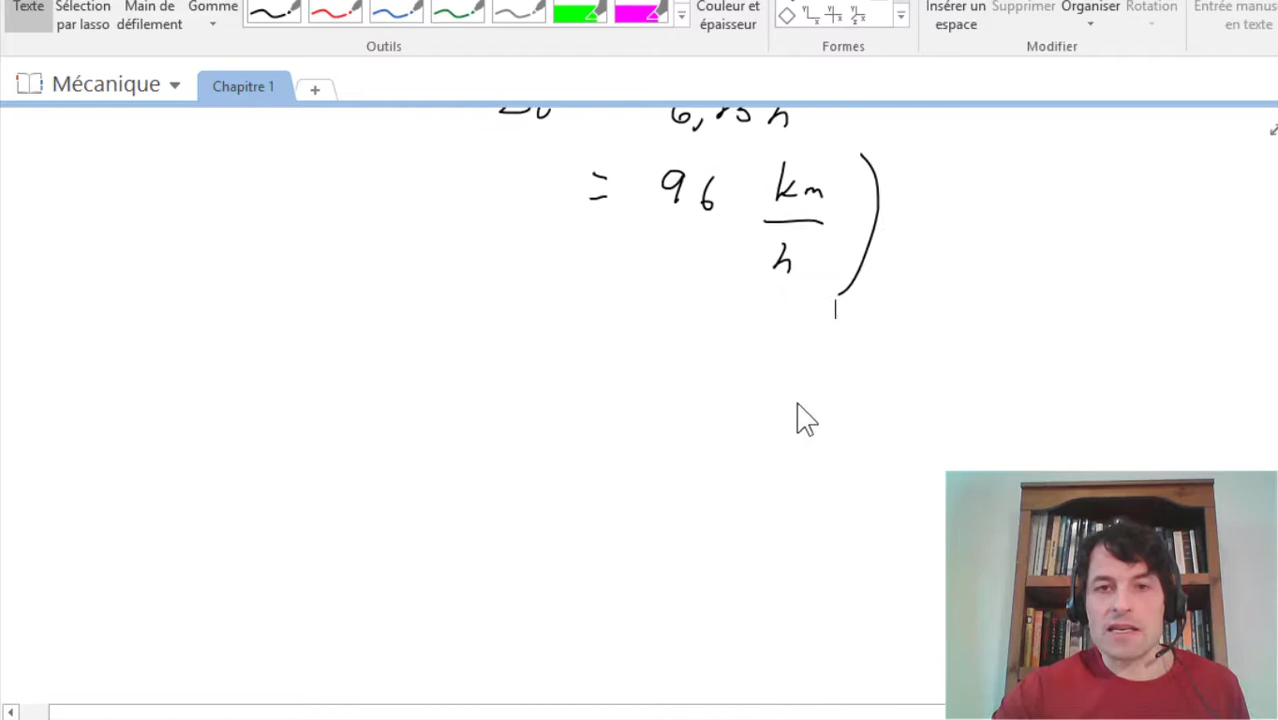 Texte
Sélection par lasso
Main de défilement
Gomme
Couleur et épaisseur
Insérer un espace
Supprimer
Organiser
Rotation
Entrée manus
en texte
Outils
Formes
Modifier
Mécanique
Chapitre 1
= 96 km/h)